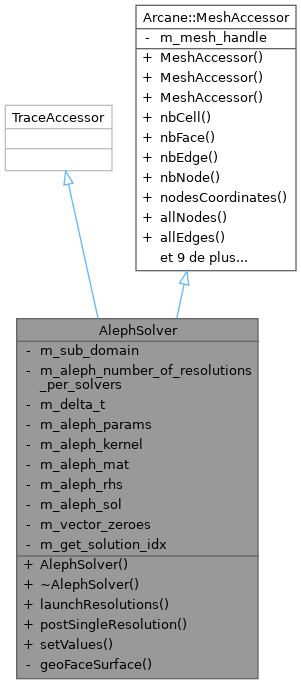 Arcane::MeshAccessor
- m_mesh_handle
+ MeshAccessor()
+ MeshAccessor()
+ MeshAccessor()
+ nbCell()
+ nbFace()
+ nbEdge()
+ nbNode()
+ nodesCoordinates()
+ allNodes()
+ allEdges()
et 9 de plus...
TraceAccessor
AlephSolver
- m_sub_domain
- m_aleph_number_of_resolutions
_per_solvers
- m_delta_t
- m_aleph_params
- m_aleph_kernel
- m_aleph_mat
- m_aleph_rhs
- m_aleph_sol
- m_vector_zeroes
- m_get_solution_idx
+ AlephSolver()
+ ~AlephSolver()
+ launchResolutions()
+ postSingleResolution()
+ setValues()
- geoFaceSurface()